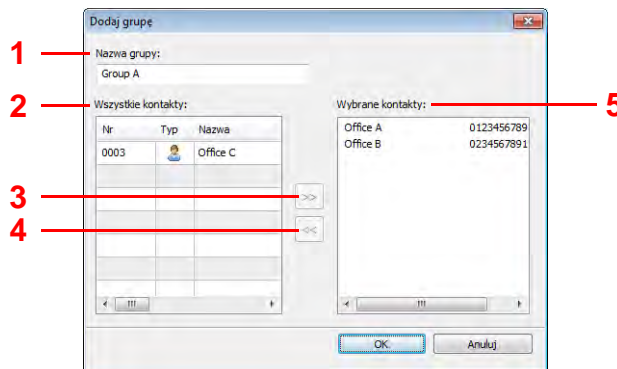 Dodaj grupę
1
Nazwa grupy:
Group A
2
Wszystkie kontakty:
Nr Typ Nazwa
0003 Office C
3
>>
4
<<
Wybrane kontakty:
5
Office A 0123456789
Office B 0234567891
OK
Anuluj